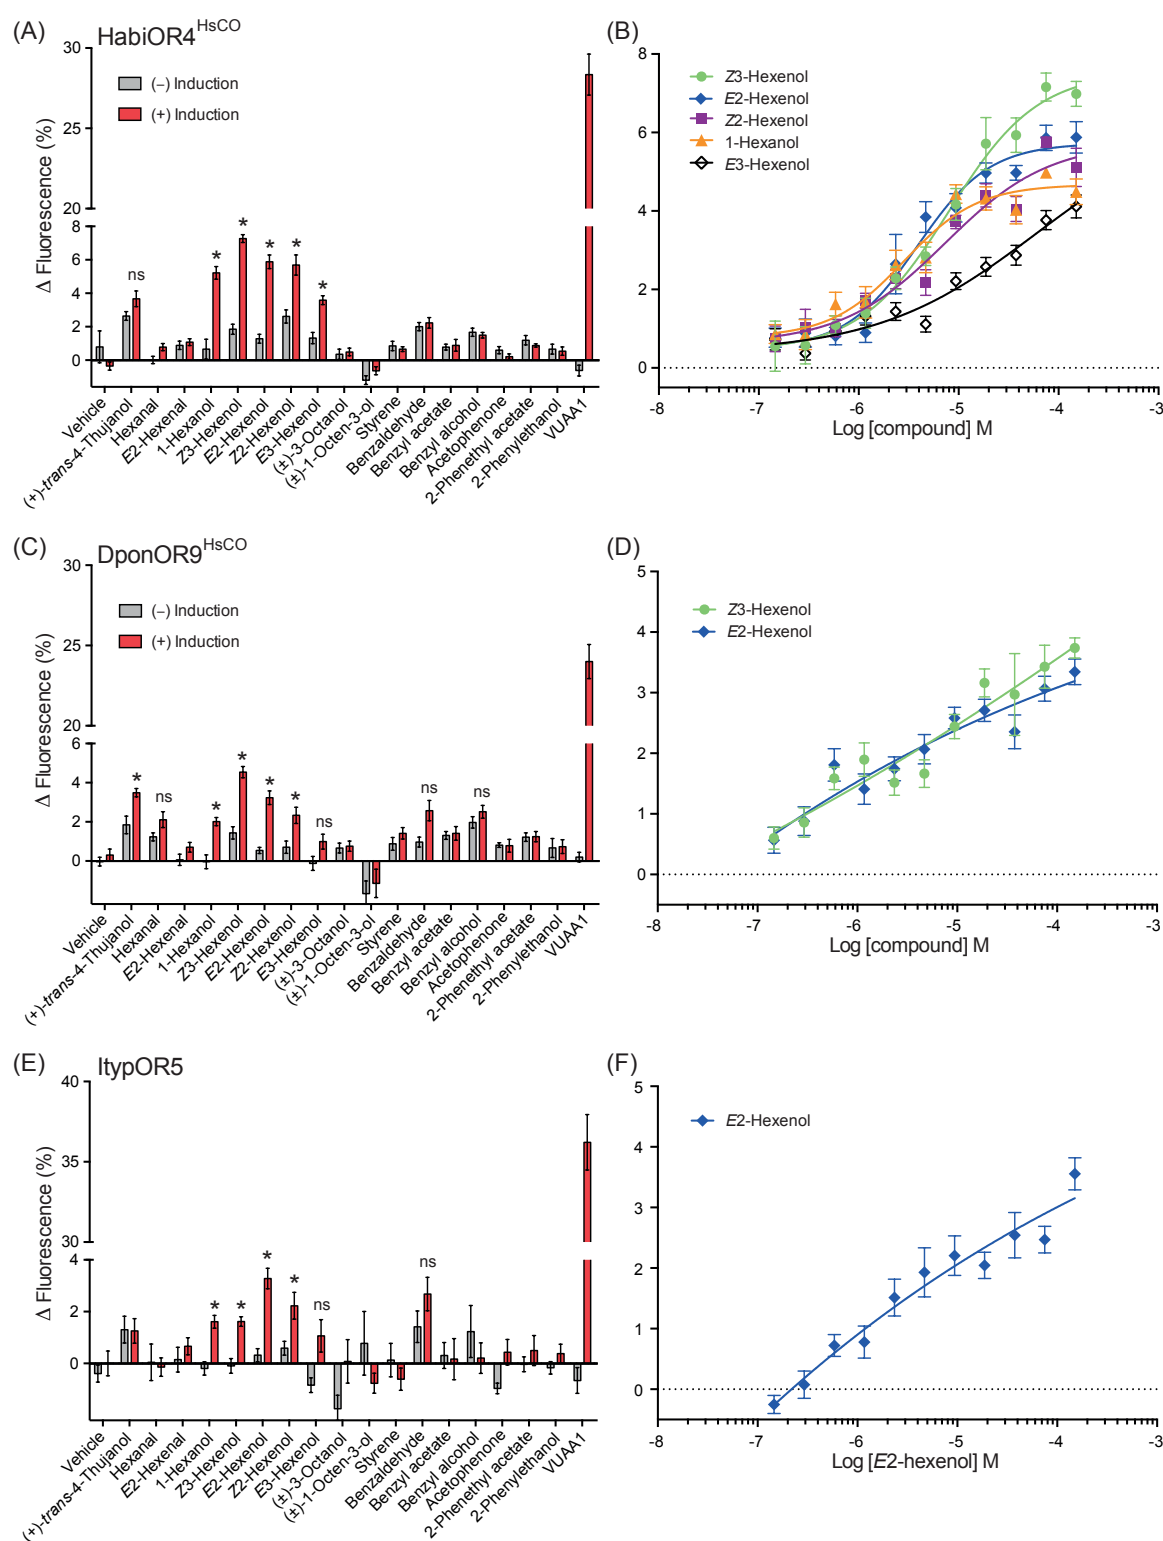 (A) HabiOR4^HsCO
Δ Fluorescence (%)
30
25
20
8
6
4
2
0
(−) Induction
(+) Induction
ns
*
*
*
*
*
Vehicle
(+)-trans-4-Thujanol
Hexanal
E2-Hexenal
1-Hexanol
Z3-Hexenol
E2-Hexenol
Z2-Hexenol
E3-Hexenol
(±)-3-Octanol
(±)-1-Octen-3-ol
Styrene
Benzaldehyde
Benzyl acetate
Benzyl alcohol
Acetophenone
2-Phenethyl acetate
2-Phenylethanol
VUAA1
(B)
8
6
4
2
0
Z3-Hexenol
E2-Hexenol
Z2-Hexenol
1-Hexanol
E3-Hexenol
-8 -7 -6 -5 -4 -3
Log [compound] M
(C) DponOR9^HsCO
Δ Fluorescence (%)
30
25
20
6
4
2
0
(−) Induction
(+) Induction
*
ns
*
*
*
*
ns
ns
ns
Vehicle
(+)-trans-4-Thujanol
Hexanal
E2-Hexenal
1-Hexanol
Z3-Hexenol
E2-Hexenol
Z2-Hexenol
E3-Hexenol
(±)-3-Octanol
(±)-1-Octen-3-ol
Styrene
Benzaldehyde
Benzyl acetate
Benzyl alcohol
Acetophenone
2-Phenethyl acetate
2-Phenylethanol
VUAA1
(D)
5
4
3
2
1
0
Z3-Hexenol
E2-Hexenol
-8 -7 -6 -5 -4 -3
Log [compound] M
(E) ItypOR5
Δ Fluorescence (%)
40
35
30
4
2
0
*
*
*
*
ns
ns
Vehicle
(+)-trans-4-Thujanol
Hexanal
E2-Hexenal
1-Hexanol
Z3-Hexenol
E2-Hexenol
Z2-Hexenol
E3-Hexenol
(±)-3-Octanol
(±)-1-Octen-3-ol
Styrene
Benzaldehyde
Benzyl acetate
Benzyl alcohol
Acetophenone
2-Phenethyl acetate
2-Phenylethanol
VUAA1
(F)
5
4
3
2
1
0
E2-Hexenol
-8 -7 -6 -5 -4 -3
Log [E2-hexenol] M